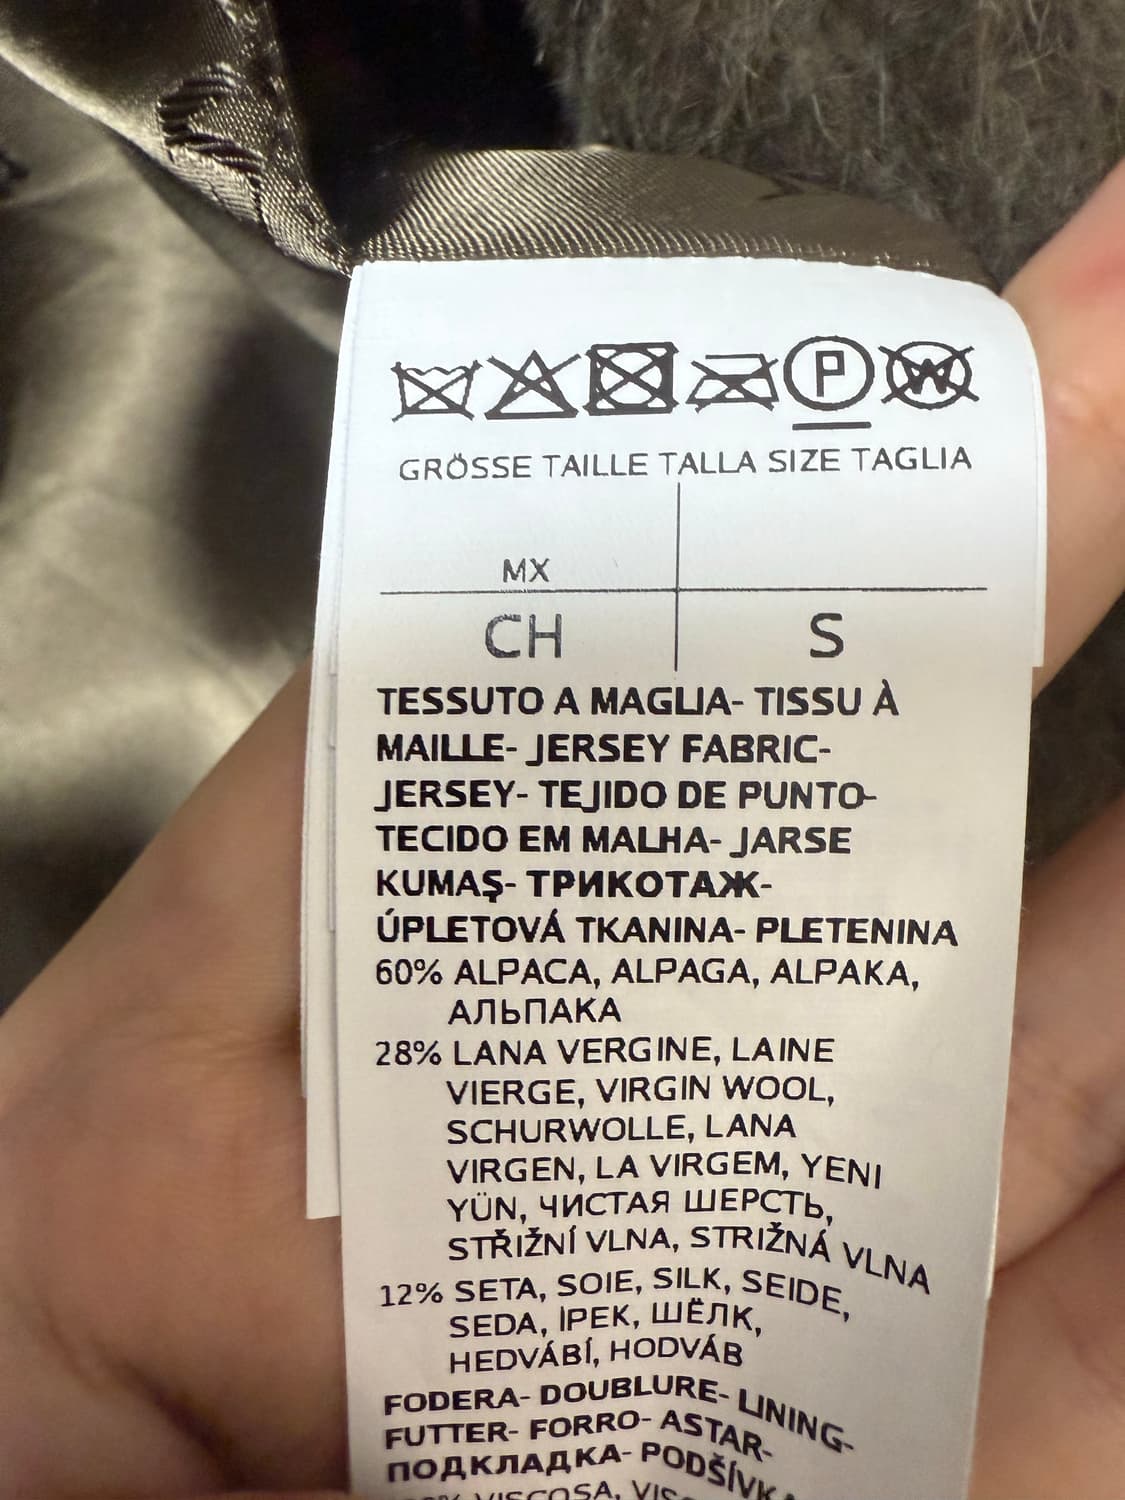 P W
GRÖSSE TAILLE TALLA SIZE TAGLIA
MX
CH S
TESSUTO A MAGLIA- TISSU À
MAILLE- JERSEY FABRIC-
JERSEY- TEJIDO DE PUNTO-
TECIDO EM MALHA- JARSE
KUMAŞ- ТРИКОТАЖ-
ÚPLETOVÁ TKANINA- PLETENINA
60% ALPACA, ALPAGA, ALPAKA,
АЛЬПАКА
28% LANA VERGINE, LAINE
VIERGE, VIRGIN WOOL,
SCHURWOLLE, LANA
VIRGEN, LA VIRGEM, YENI
YÜN, ЧИСТАЯ ШЕРСТЬ,
STŘIŽNÍ VLNA, STRIŽNÁ VLNA
12% SETA, SOIE, SILK, SEIDE,
SEDA, İPEK, ШЁЛК,
HEDVÁBÍ, HODVÁB
FODERA- DOUBLURE- LINING-
FUTTER- FORRO- ASTAR-
ПОДКЛАДКА- PODŠÍVKA
VISCOSA,